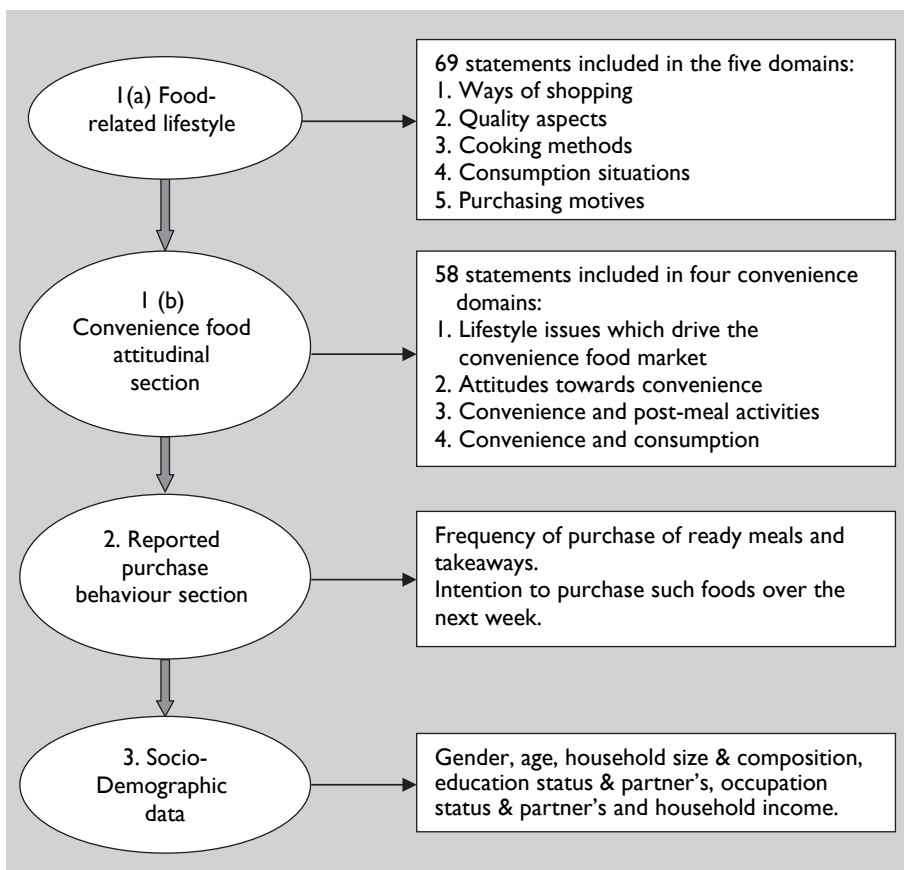 1(a) Food-
related lifestyle
69 statements included in the five domains:
1. Ways of shopping
2. Quality aspects
3. Cooking methods
4. Consumption situations
5. Purchasing motives
1 (b)
Convenience food
attitudinal
section
58 statements included in four convenience
domains:
1. Lifestyle issues which drive the
convenience food market
2. Attitudes towards convenience
3. Convenience and post-meal activities
4. Convenience and consumption
2. Reported
purchase
behaviour section
Frequency of purchase of ready meals and
takeaways.
Intention to purchase such foods over the
next week.
3. Socio-
Demographic
data
Gender, age, household size & composition,
education status & partner's, occupation
status & partner's and household income.